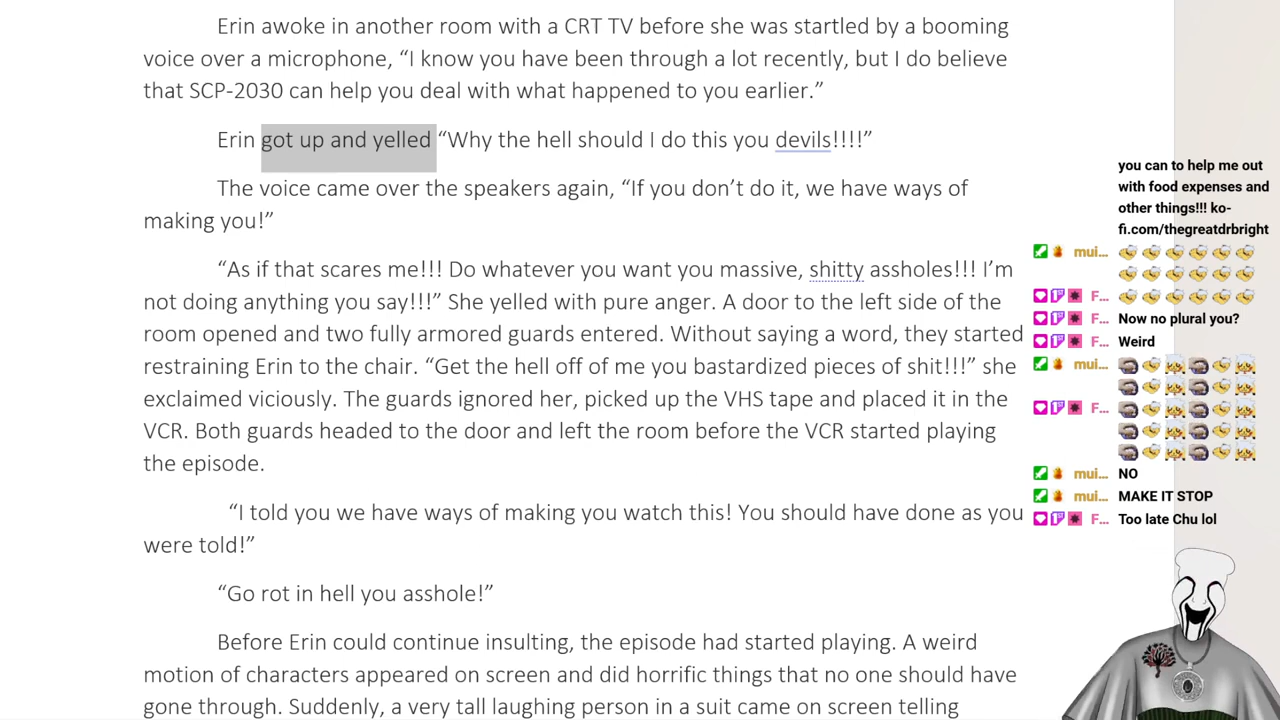 Erin awoke in another room with a CRT TV before she was startled by a booming
voice over a microphone, “I know you have been through a lot recently, but I do believe
that SCP-2030 can help you deal with what happened to you earlier.”
Erin got up and yelled “Why the hell should I do this you devils!!!!”
The voice came over the speakers again, “If you don’t do it, we have ways of
making you!”
“As if that scares me!!! Do whatever you want you massive, shitty assholes!!! I’m
not doing anything you say!!!” She yelled with pure anger. A door to the left side of the
room opened and two fully armored guards entered. Without saying a word, they started
restraining Erin to the chair. “Get the hell off of me you bastardized pieces of shit!!!” she
exclaimed viciously. The guards ignored her, picked up the VHS tape and placed it in the
VCR. Both guards headed to the door and left the room before the VCR started playing
the episode.
“I told you we have ways of making you watch this! You should have done as you
were told!”
“Go rot in hell you asshole!”
Before Erin could continue insulting, the episode had started playing. A weird
motion of characters appeared on screen and did horrific things that no one should have
gone through. Suddenly, a very tall laughing person in a suit came on screen telling
you can to help me out
with food expenses and
other things!!! ko-
fi.com/thegreatdrbright
mui...
F...
F... Now no plural you?
F... Weird
mui...
F...
mui... NO
mui... MAKE IT STOP
F... Too late Chu lol